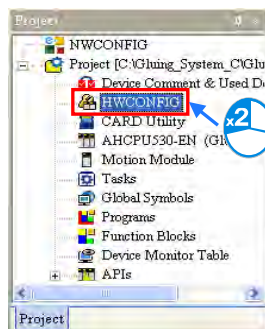 Project
NWCONFIG
Project [C:\Gluing_System_C\Glu
Device Comment & Used De
HWCONFIG
x2
CARD Utility
AHCPU530-EN (Gl
Motion Module
Tasks
Global Symbols
Programs
Function Blocks
Device Monitor Table
APIs
Project